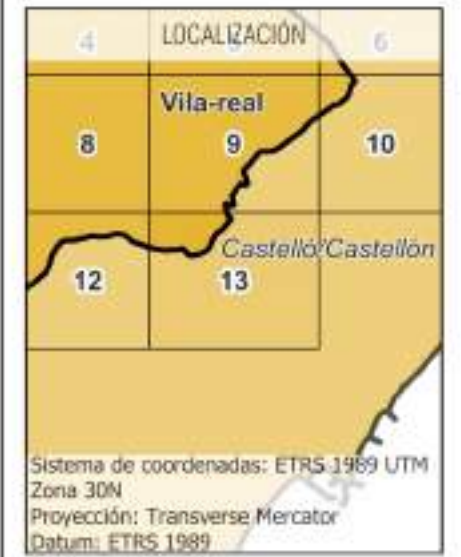 LOCALIZACIÓN
4 5 6
Vila-real
8 9 10
Castelló/Castellón
12 13
Sistema de coordenadas: ETRS 1989 UTM
Zona 30N
Proyección: Transverse Mercator
Datum: ETRS 1989